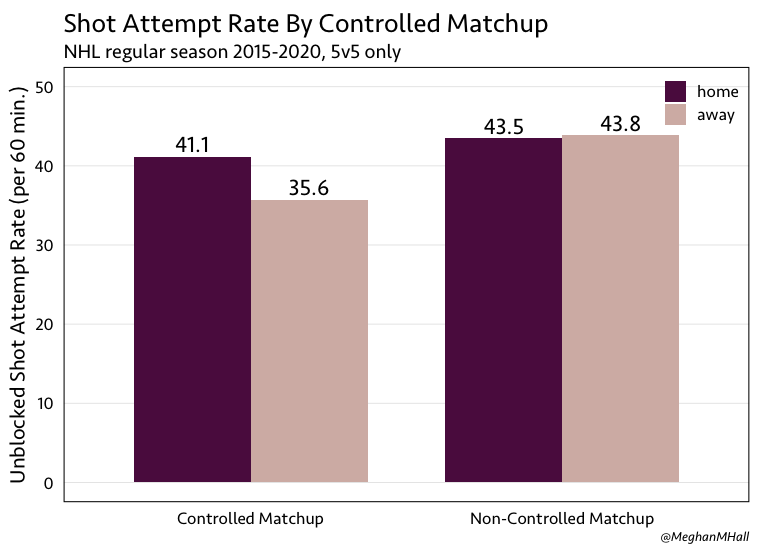 Shot Attempt Rate By Controlled Matchup
NHL regular season 2015-2020, 5v5 only
Unblocked Shot Attempt Rate (per 60 min.)
50
40
30
20
10
0
41.1
35.6
43.5
43.8
home
away
Controlled Matchup
Non-Controlled Matchup
@MeghanMHall